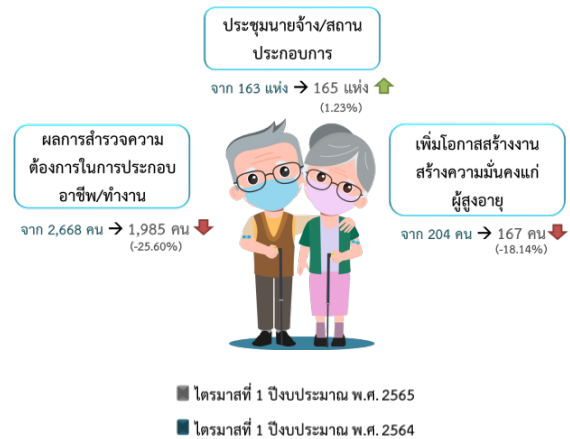 ประชุมนายจ้าง/สถาน
ประกอบการ
จาก 163 แห่ง → 165 แห่ง
(1.23%)
ผลการสำรวจความ
ต้องการในการประกอบ
อาชีพ/ทำงาน
จาก 2,668 คน → 1,985 คน
(-25.60%)
เพิ่มโอกาสสร้างงาน
สร้างความมั่นคงแก่
ผู้สูงอายุ
จาก 204 คน → 167 คน
(-18.14%)
ไตรมาสที่ 1 ปีงบประมาณ พ.ศ. 2565
ไตรมาสที่ 1 ปีงบประมาณ พ.ศ. 2564